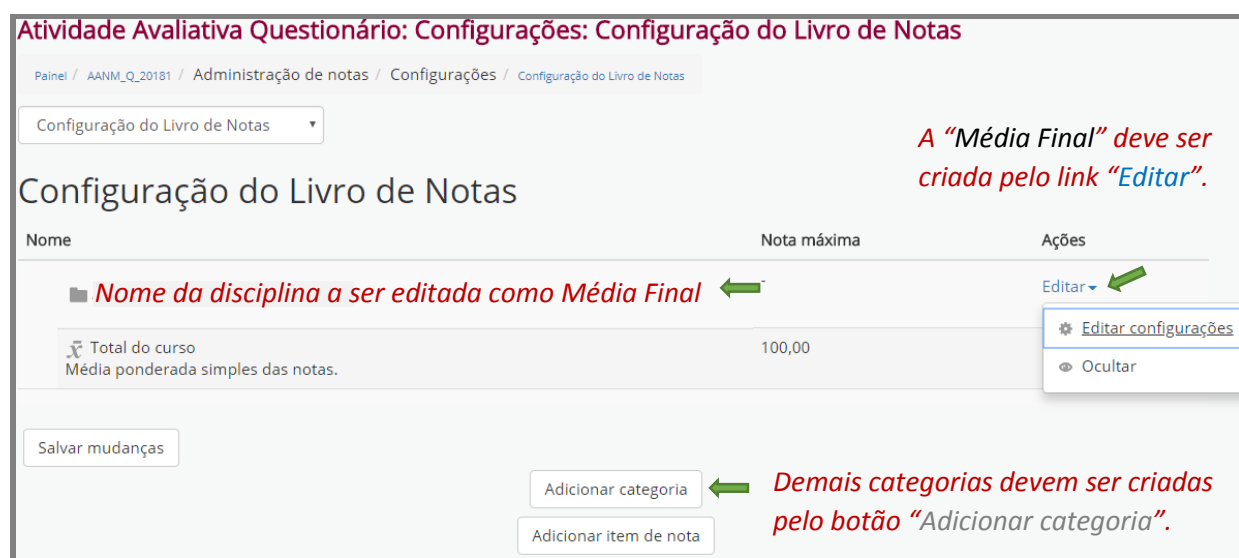 Atividade Avaliativa Questionário: Configurações: Configuração do Livro de Notas
Painel / AANM_Q_20181 / Administração de notas / Configurações / Configuração do Livro de Notas
Configuração do Livro de Notas
A “Média Final” deve ser
criada pelo link “Editar”.
Configuração do Livro de Notas
Nome Nota máxima Ações
Nome da disciplina a ser editada como Média Final - Editar
Editar configurações
x̄ Total do curso 100,00
Média ponderada simples das notas.
Ocultar
Salvar mudanças
Adicionar categoria
Demais categorias devem ser criadas
pelo botão “Adicionar categoria”.
Adicionar item de nota